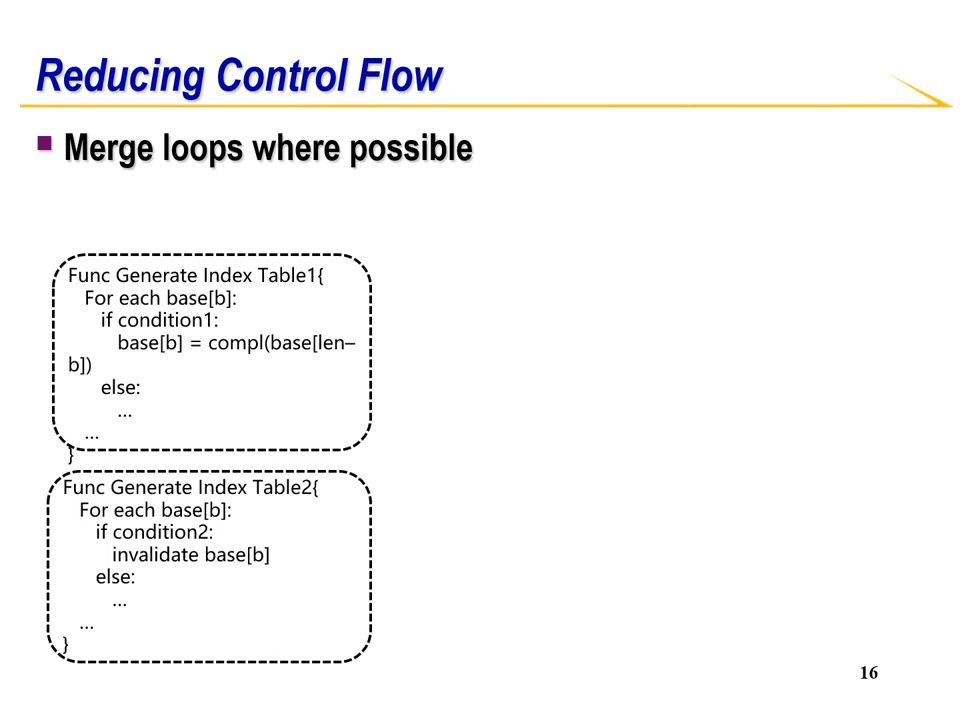 Reducing Control Flow
Merge loops where possible
Func Generate Index Table1{
For each base[b]:
if condition1:
base[b] = compl(base[len–
b])
else:
...
...
}
Func Generate Index Table2{
For each base[b]:
if condition2:
invalidate base[b]
else:
...
...
}
16